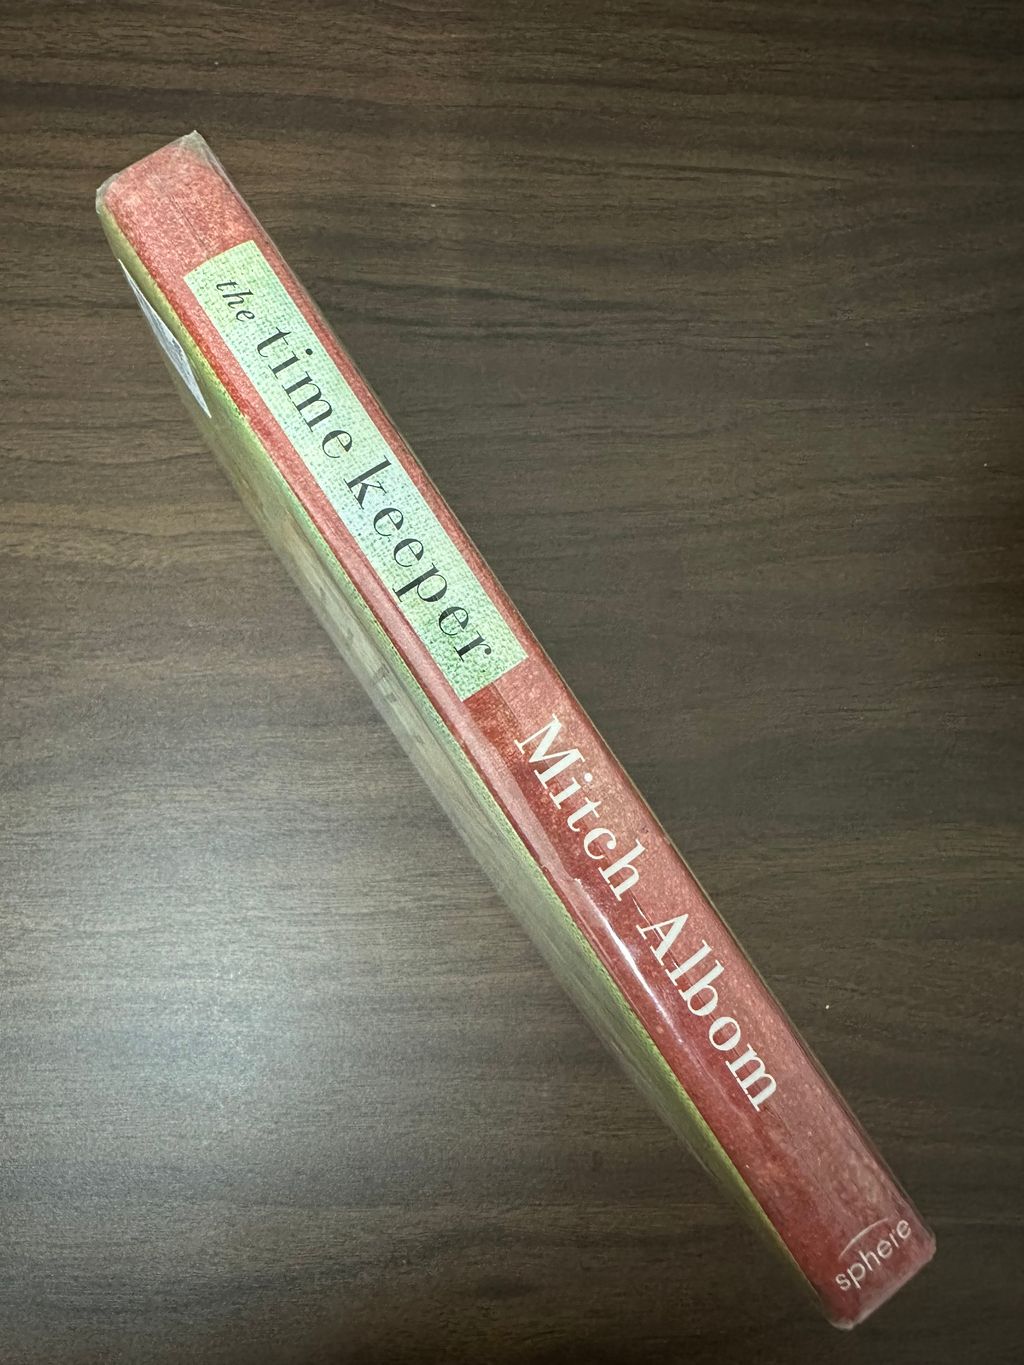 the time keeper
Mitch Albom
sphere